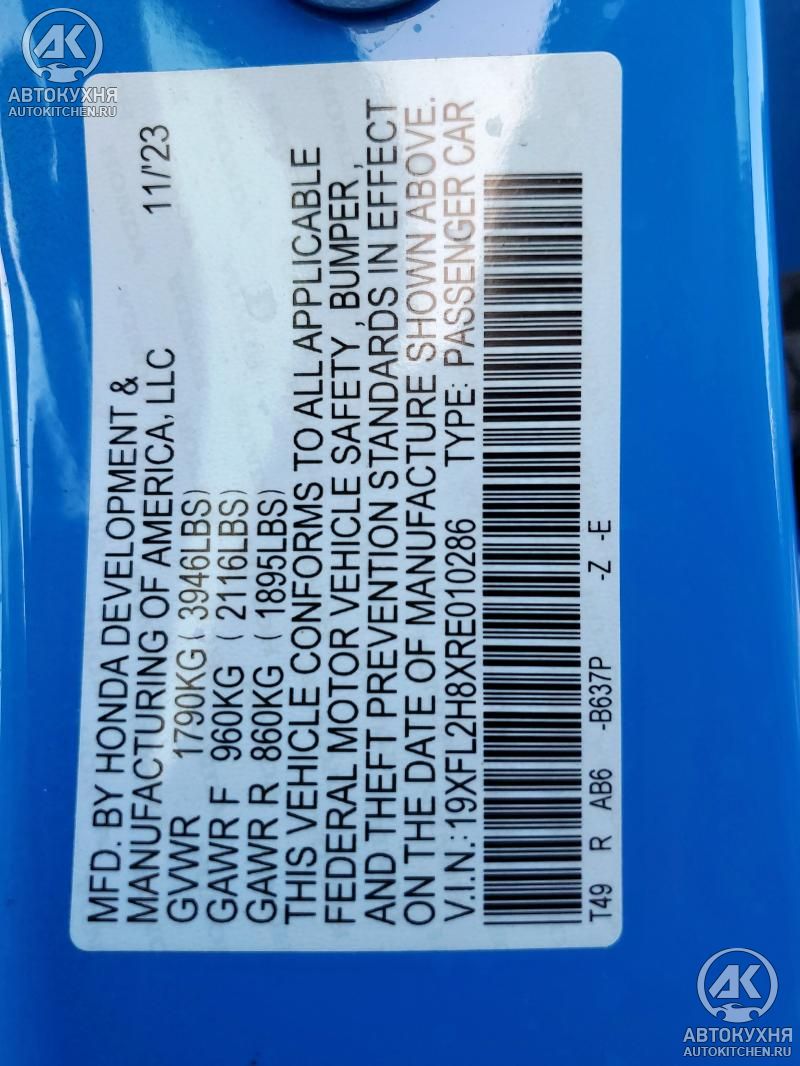 AK
АВТОКУХНЯ
AUTOKITCHEN.RU
MFD. BY HONDA DEVELOPMENT & 11/'23
MANUFACTURING OF AMERICA, LLC
GVWR 1790KG ( 3946LBS)
GAWR F 960KG ( 2116LBS)
GAWR R 860KG ( 1895LBS)
THIS VEHICLE CONFORMS TO ALL APPLICABLE
FEDERAL MOTOR VEHICLE SAFETY , BUMPER ,
AND THEFT PREVENTION STANDARDS IN EFFECT
ON THE DATE OF MANUFACTURE SHOWN ABOVE.
V.I.N.:19XFL2H8XRE010286 TYPE: PASSENGER CAR
T49 R AB6 -B637P -Z -E
AK
АВТОКУХНЯ
AUTOKITCHEN.RU